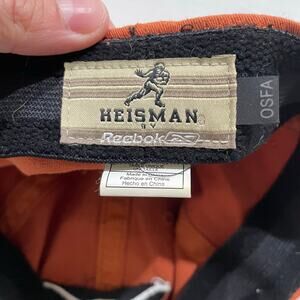 HEISMAN
BY
Reebok
OSFA
Made in China
Fabriqué en Chine
Hecho en China